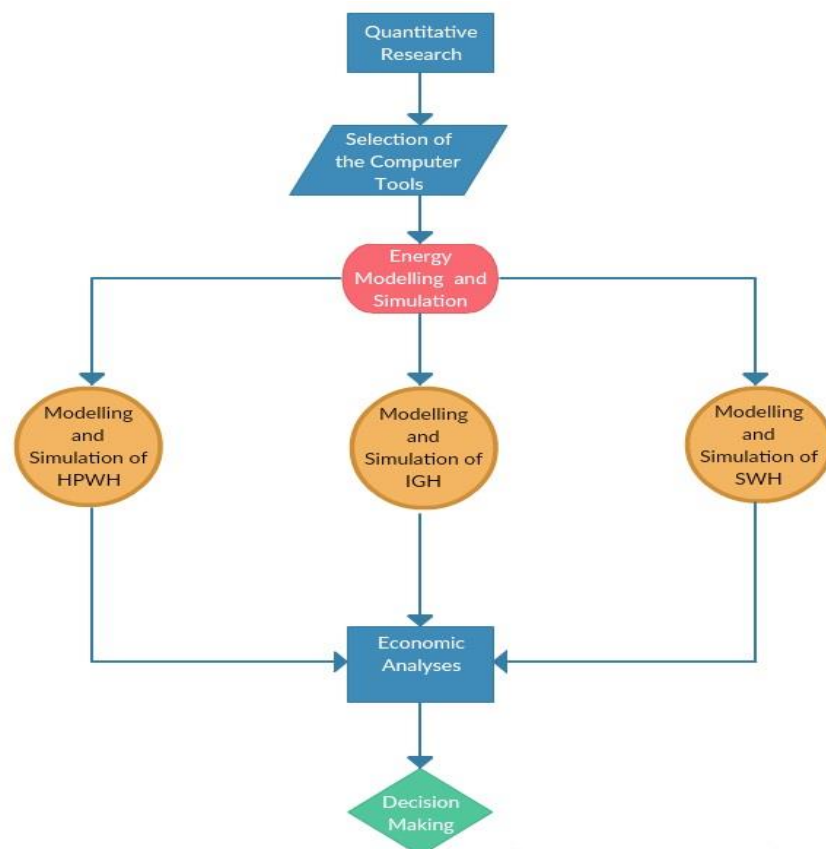 Quantitative
Research
Selection of
the Computer
Tools
Energy
Modelling and
Simulation
Modelling
and
Simulation of
HPWH
Modelling
and
Simulation of
IGH
Modelling
and
Simulation of
SWH
Economic
Analyses
Decision
Making